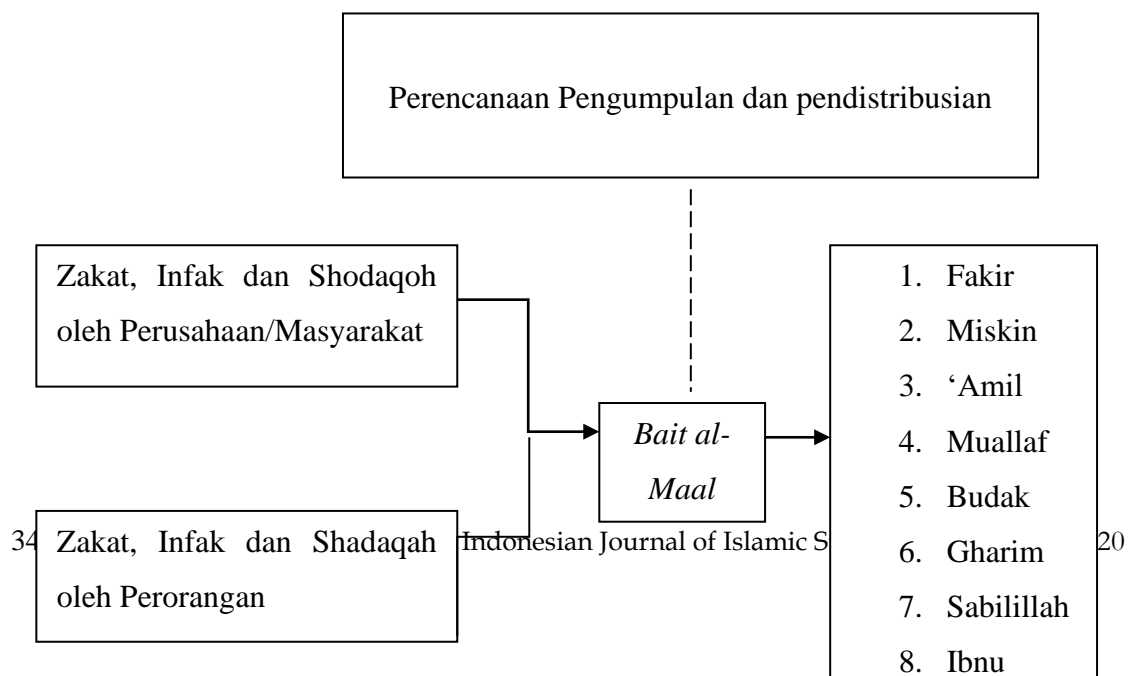 Perencanaan Pengumpulan dan pendistribusian
Zakat, Infak dan Shodaqoh
oleh Perusahaan/Masyarakat
Bait al-
Maal
Zakat, Infak dan Shadaqah
oleh Perorangan
1. Fakir
2. Miskin
3. ‘Amil
4. Muallaf
5. Budak
6. Gharim
7. Sabilillah
8. Ibnu
34
Indonesian Journal of Islamic S
20